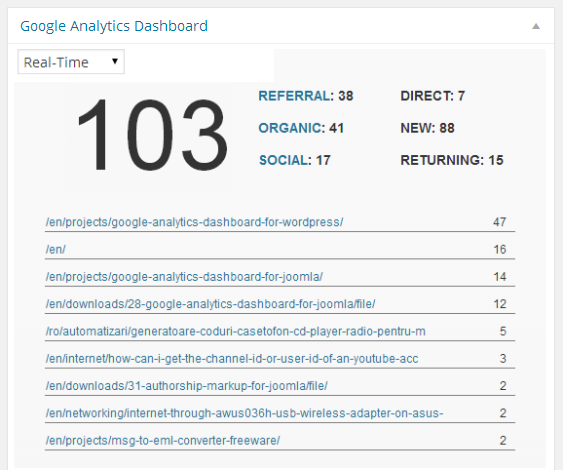 Google Analytics Dashboard
Real-Time
103
REFERRAL: 38 DIRECT: 7
ORGANIC: 41 NEW: 88
SOCIAL: 17 RETURNING: 15
/en/projects/google-analytics-dashboard-for-wordpress/ 47
/en/ 16
/en/projects/google-analytics-dashboard-for-joomla/ 14
/en/downloads/28-google-analytics-dashboard-for-joomla/file/ 12
/ro/automatizari/generatoare-coduri-casetofon-cd-player-radio-pentru-m 5
/en/internet/how-can-i-get-the-channel-id-or-user-id-of-an-youtube-acc 3
/en/downloads/31-authorship-markup-for-joomla/file/ 2
/en/networking/internet-through-awus036h-usb-wireless-adapter-on-asus- 2
/en/projects/msg-to-eml-converter-freeware/ 2